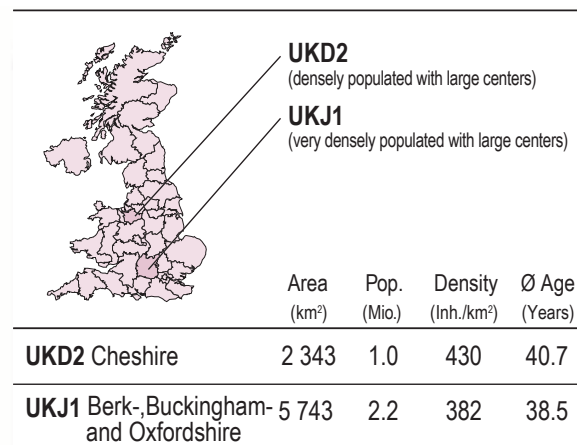 UKD2
(densely populated with large centers)
UKJ1
(very densely populated with large centers)
Area Pop. Density Ø Age
(km²) (Mio.) (Inh./km²) (Years)
UKD2 Cheshire 2 343 1.0 430 40.7
UKJ1 Berk-,Buckingham- 5 743 2.2 382 38.5
and Oxfordshire